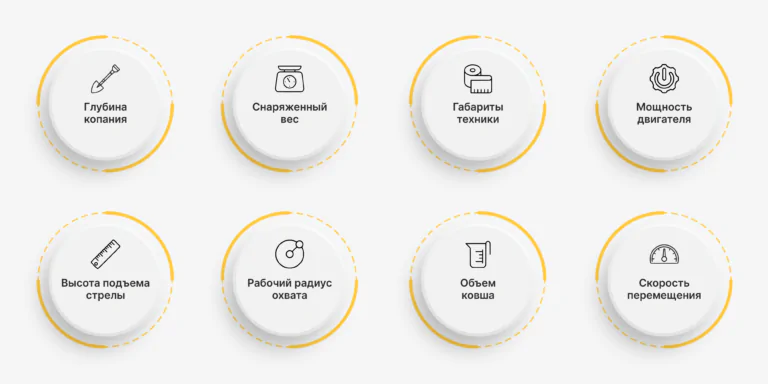 Глубина
копания
Снаряженный
вес
Габариты
техники
Мощность
двигателя
Высота подъема
стрелы
Рабочий радиус
охвата
Объем
ковша
Скорость
перемещения